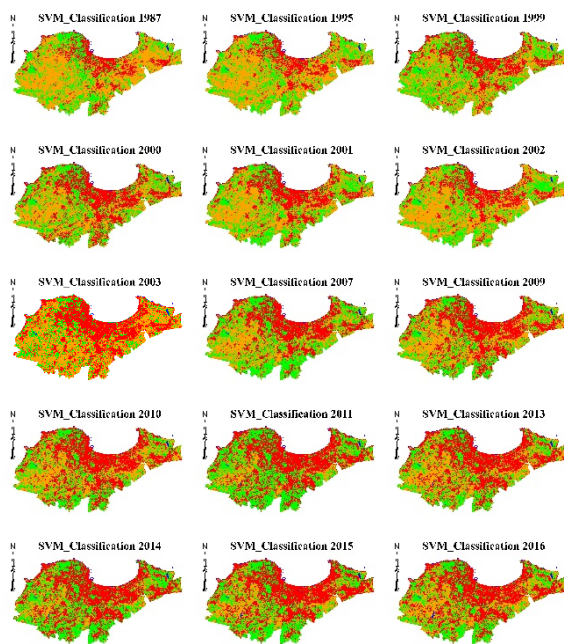 SVM_Classification 1987
SVM_Classification 1995
SVM_Classification 1999
N
N
N
SVM_Classification 2000
SVM_Classification 2001
SVM_Classification 2002
N
N
N
SVM_Classification 2003
SVM_Classification 2007
SVM_Classification 2009
N
N
N
SVM_Classification 2010
SVM_Classification 2011
SVM_Classification 2013
N
N
N
SVM_Classification 2014
SVM_Classification 2015
SVM_Classification 2016
N
N
N